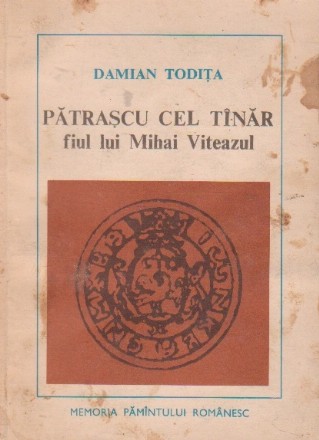 DAMIAN TODIȚA
PĂTRAȘCU CEL TÎNĂR
fiul lui Mihai Viteazul
MEMORIA PĂMÎNTULUI ROMÂNESC